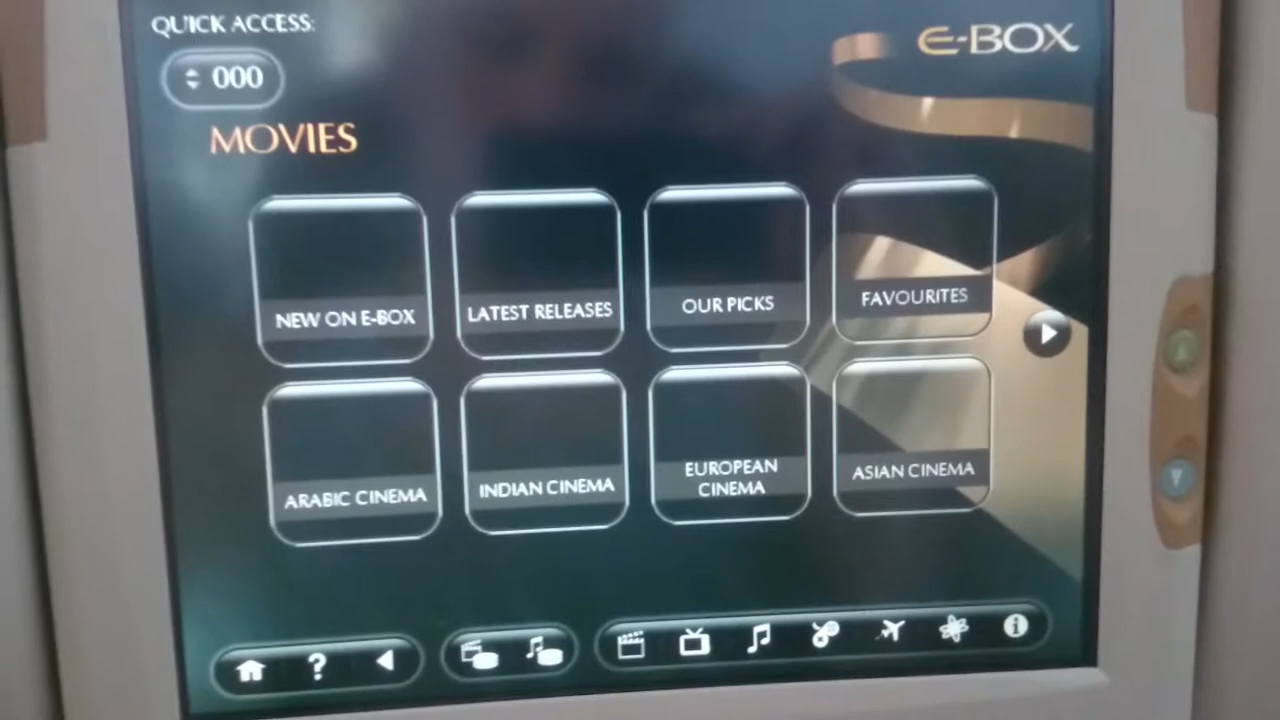 QUICK ACCESS:
E-BOX
000
MOVIES
NEW ON E-BOX
LATEST RELEASES
OUR PICKS
FAVOURITES
ARABIC CINEMA
INDIAN CINEMA
EUROPEAN
CINEMA
ASIAN CINEMA